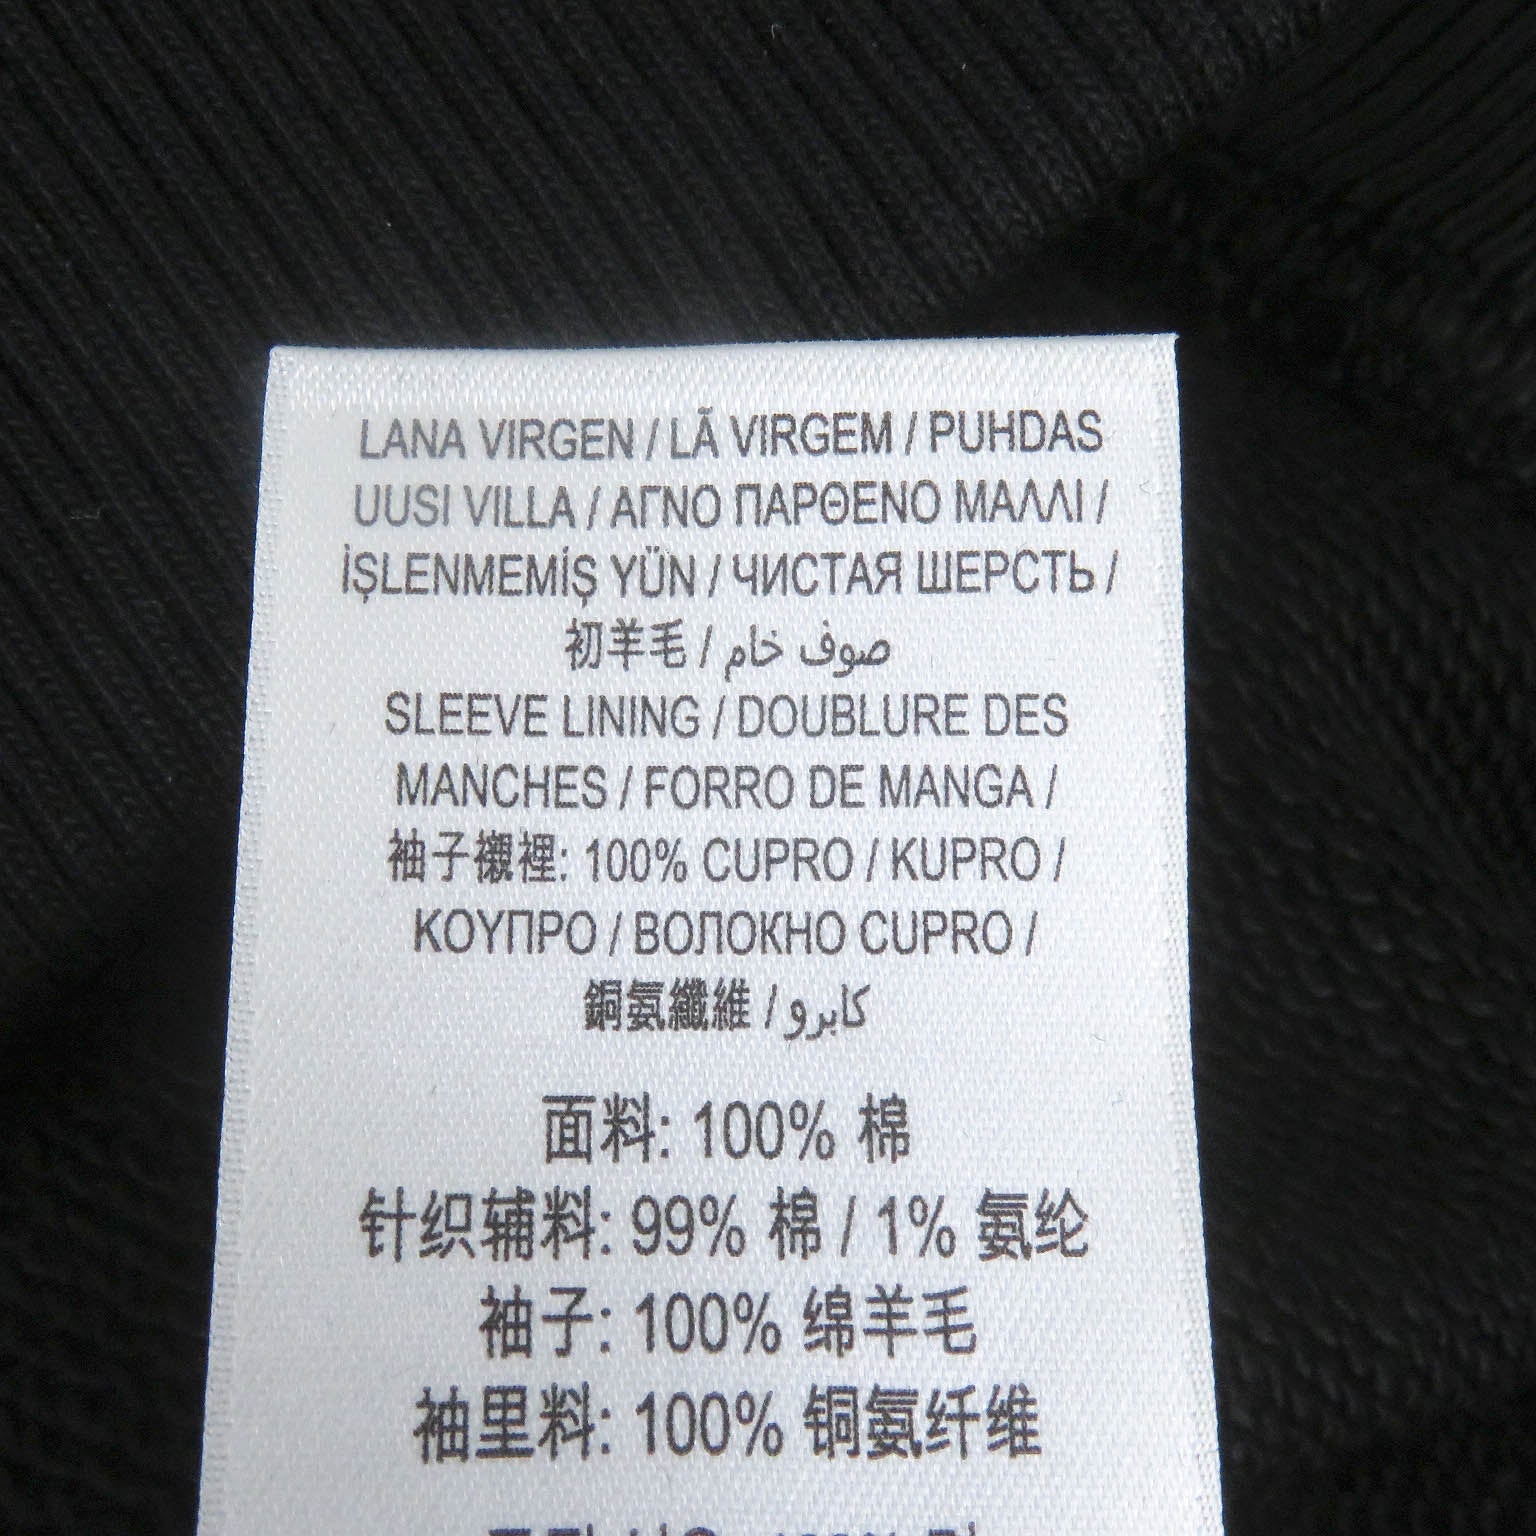 LANA VIRGEN / LÃ VIRGEM / PUHDAS
UUSI VILLA / ΑΓΝΟ ΠΑΡΘΕΝΟ ΜΑΛΛΙ /
İŞLENMEMİŞ YÜN / ЧИСТАЯ ШЕРСТЬ /
初羊毛 / صوف خام
SLEEVE LINING / DOUBLURE DES
MANCHES / FORRO DE MANGA /
袖子襯裡: 100% CUPRO / KUPRO /
ΚΟΥΠΡΟ / ВОЛОКНО CUPRO /
銅氨纖維 / كابرو
面料: 100% 棉
针织辅料: 99% 棉 / 1% 氨纶
袖子: 100% 绵羊毛
袖里料: 100% 铜氨纤维